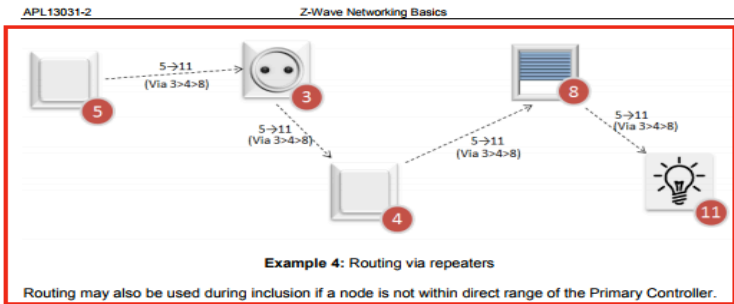 APL13031-2 Z-Wave Networking Basics
5→11
(Via 3>4>8)
5
3
5→11
(Via 3>4>8)
4
5→11
(Via 3>4>8)
8
5→11
(Via 3>4>8)
11
Example 4: Routing via repeaters
Routing may also be used during inclusion if a node is not within direct range of the Primary Controller.